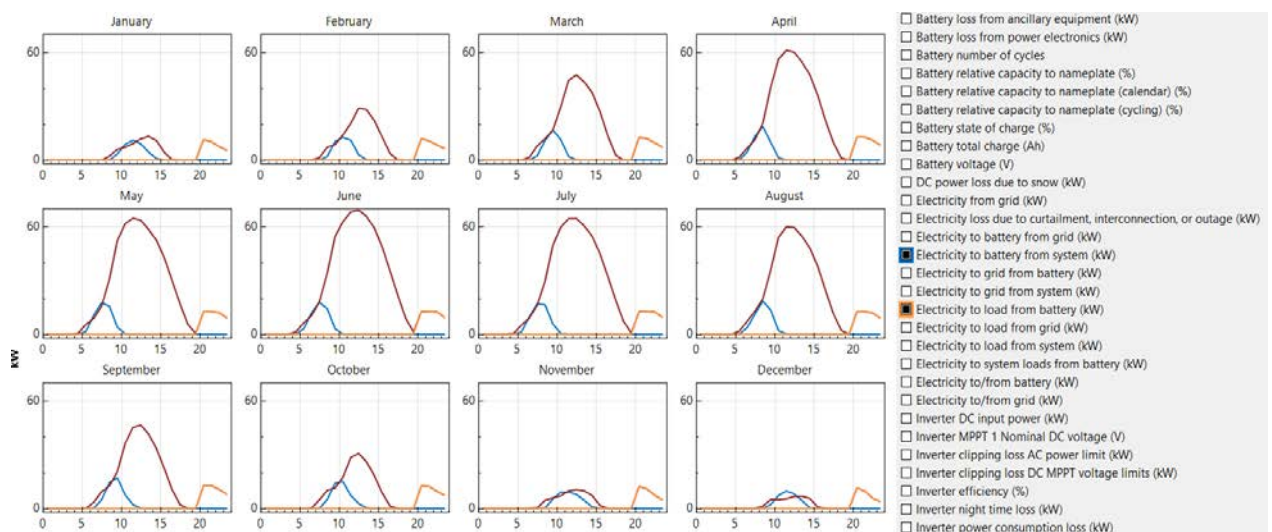 January
February
March
April
60
0
0 5 10 15 20
0 5 10 15 20
0 5 10 15 20
0 5 10 15 20
60
0
May
June
July
August
60
0
0 5 10 15 20
0 5 10 15 20
0 5 10 15 20
0 5 10 15 20
60
0
kW
September
October
November
December
60
0
0 5 10 15 20
0 5 10 15 20
0 5 10 15 20
0 5 10 15 20
60
0
Battery loss from ancillary equipment (kW)
Battery loss from power electronics (kW)
Battery number of cycles
Battery relative capacity to nameplate (%)
Battery relative capacity to nameplate (calendar) (%)
Battery relative capacity to nameplate (cycling) (%)
Battery state of charge (%)
Battery total charge (Ah)
Battery voltage (V)
DC power loss due to snow (kW)
Electricity from grid (kW)
Electricity loss due to curtailment, interconnection, or outage (kW)
Electricity to battery from grid (kW)
Electricity to battery from system (kW)
Electricity to grid from battery (kW)
Electricity to grid from system (kW)
Electricity to load from battery (kW)
Electricity to load from grid (kW)
Electricity to load from system (kW)
Electricity to system loads from battery (kW)
Electricity to/from battery (kW)
Electricity to/from grid (kW)
Inverter DC input power (kW)
Inverter MPPT 1 Nominal DC voltage (V)
Inverter clipping loss AC power limit (kW)
Inverter clipping loss DC MPPT voltage limits (kW)
Inverter efficiency (%)
Inverter night time loss (kW)
Inverter power consumption loss (kW)